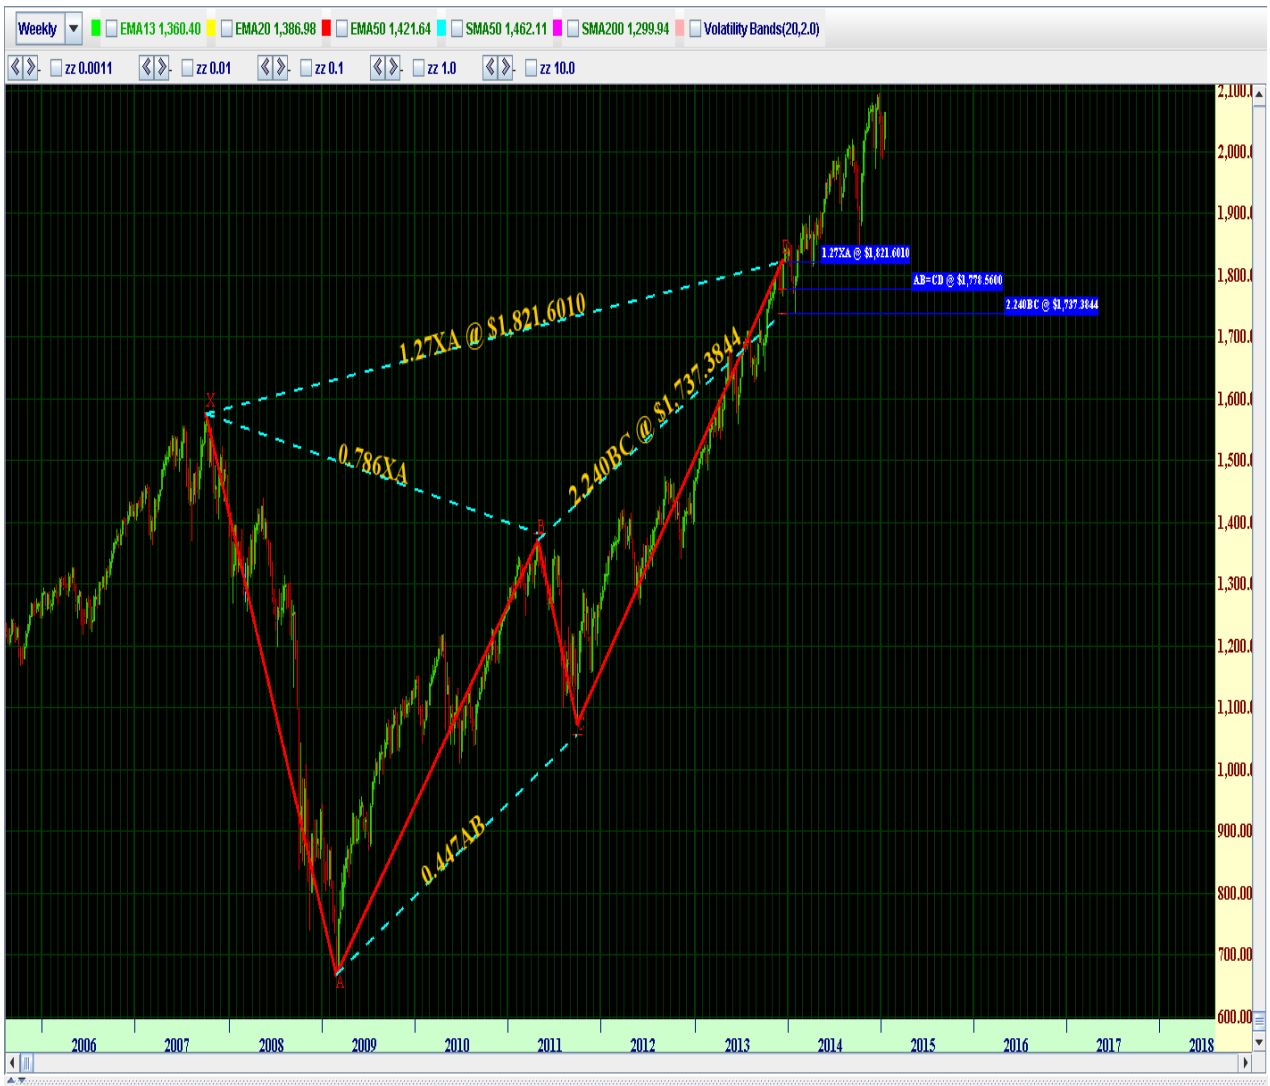 Weekly EMA13 1,360.40 EMA20 1,386.98 EMA50 1,421.64 SMA50 1,462.11 SMA200 1,299.94 Volatility Bands(20,2.0)
zz 0.0011 zz 0.01 zz 0.1 zz 1.0 zz 10.0
2,100.
2,000.
1,900.
D
1.27XA @ $1,821.6010
1,800.
AB=CD @ $1,778.5600
2.240BC @ $1,737.3844
1.27XA @ $1,821.6010
1,700.
2.240BC @ $1,737.3844
X
1,600.
0.786XA
1,500.
B
1,400.
1,300.
1,200.
C
1,100.
1,000.
0.447AB
900.00
800.00
700.00
A
600.00
2006 2007 2008 2009 2010 2011 2012 2013 2014 2015 2016 2017 2018